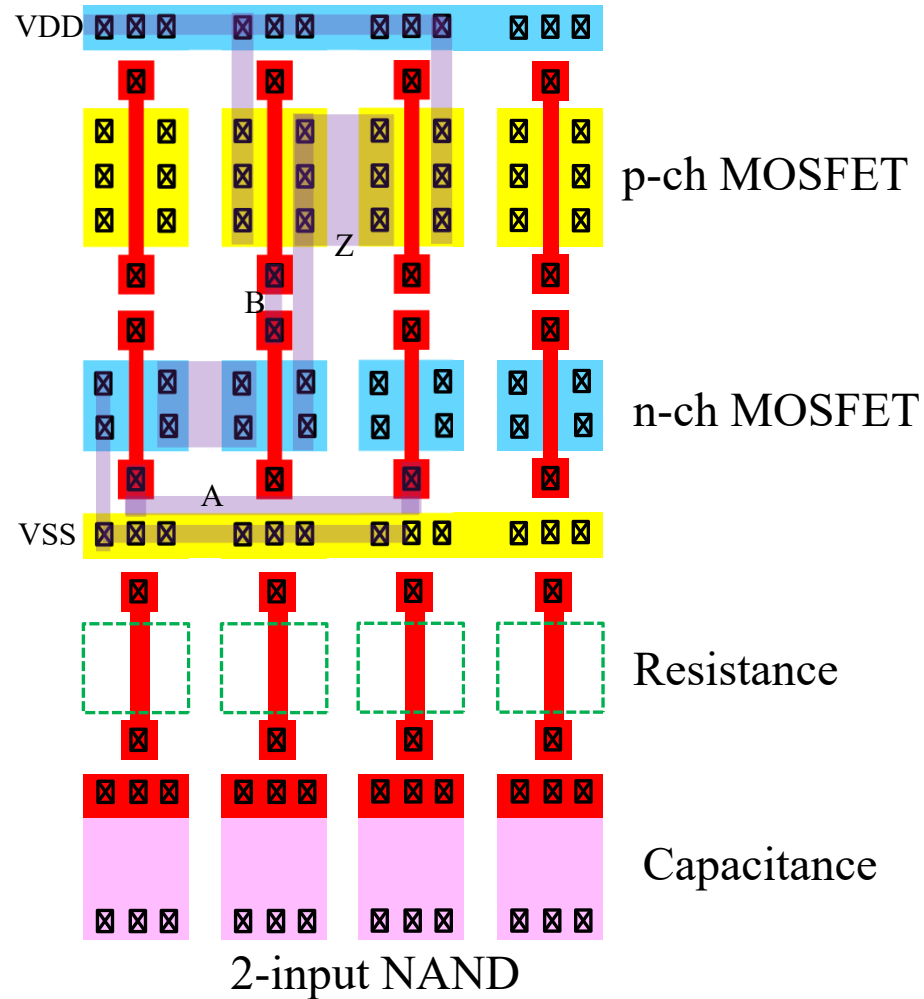 VDD
p-ch MOSFET
Z
B
n-ch MOSFET
A
VSS
Resistance
Capacitance
2-input NAND